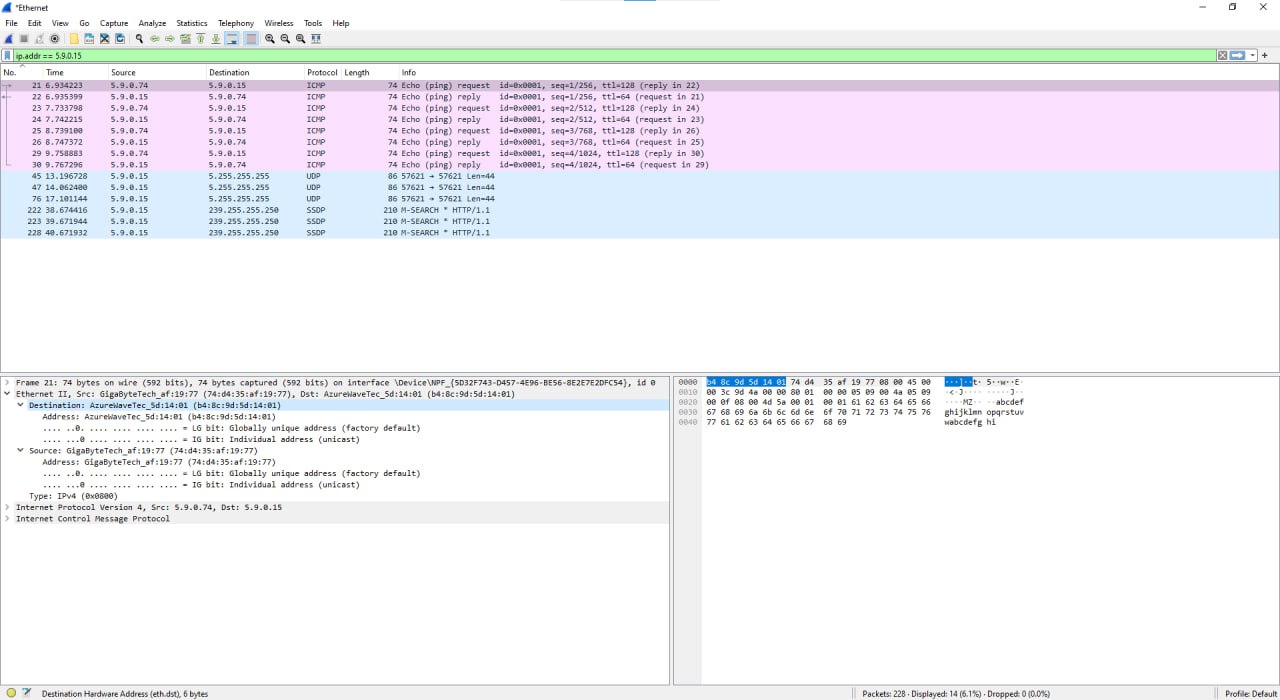 *Ethernet
File Edit View Go Capture Analyze Statistics Telephony Wireless Tools Help
ip.addr == 5.9.0.15
No. Time Source Destination Protocol Length Info
21 6.934223 5.9.0.74 5.9.0.15 ICMP 74 Echo (ping) request id=0x0001, seq=1/256, ttl=128 (reply in 22)
22 6.935399 5.9.0.15 5.9.0.74 ICMP 74 Echo (ping) reply id=0x0001, seq=1/256, ttl=64 (request in 21)
23 7.733798 5.9.0.74 5.9.0.15 ICMP 74 Echo (ping) request id=0x0001, seq=2/512, ttl=128 (reply in 24)
24 7.742215 5.9.0.15 5.9.0.74 ICMP 74 Echo (ping) reply id=0x0001, seq=2/512, ttl=64 (request in 23)
25 8.739100 5.9.0.74 5.9.0.15 ICMP 74 Echo (ping) request id=0x0001, seq=3/768, ttl=128 (reply in 26)
26 8.747372 5.9.0.15 5.9.0.74 ICMP 74 Echo (ping) reply id=0x0001, seq=3/768, ttl=64 (request in 25)
29 9.758883 5.9.0.74 5.9.0.15 ICMP 74 Echo (ping) request id=0x0001, seq=4/1024, ttl=128 (reply in 30)
30 9.767296 5.9.0.15 5.9.0.74 ICMP 74 Echo (ping) reply id=0x0001, seq=4/1024, ttl=64 (request in 29)
45 13.196728 5.9.0.15 5.255.255.255 UDP 86 57621 → 57621 Len=44
47 14.062400 5.9.0.15 5.255.255.255 UDP 86 57621 → 57621 Len=44
76 17.101144 5.9.0.15 5.255.255.255 UDP 86 57621 → 57621 Len=44
222 38.674416 5.9.0.15 239.255.255.250 SSDP 210 M-SEARCH * HTTP/1.1
223 39.671944 5.9.0.15 239.255.255.250 SSDP 210 M-SEARCH * HTTP/1.1
228 40.671932 5.9.0.15 239.255.255.250 SSDP 210 M-SEARCH * HTTP/1.1
Frame 21: 74 bytes on wire (592 bits), 74 bytes captured (592 bits) on interface \Device\NPF_{5D32F743-D457-4E96-BE56-8E2E7E2DFC54}, id 0
Ethernet II, Src: GigaByteTech_af:19:77 (74:d4:35:af:19:77), Dst: AzureWaveTec_5d:14:01 (b4:8c:9d:5d:14:01)
Destination: AzureWaveTec_5d:14:01 (b4:8c:9d:5d:14:01)
Address: AzureWaveTec_5d:14:01 (b4:8c:9d:5d:14:01)
.... ..0. .... .... .... .... = LG bit: Globally unique address (factory default)
.... ...0 .... .... .... .... = IG bit: Individual address (unicast)
Source: GigaByteTech_af:19:77 (74:d4:35:af:19:77)
Address: GigaByteTech_af:19:77 (74:d4:35:af:19:77)
.... ..0. .... .... .... .... = LG bit: Globally unique address (factory default)
.... ...0 .... .... .... .... = IG bit: Individual address (unicast)
Type: IPv4 (0x0800)
Internet Protocol Version 4, Src: 5.9.0.74, Dst: 5.9.0.15
Internet Control Message Protocol
0000 b4 8c 9d 5d 14 01 74 d4 35 af 19 77 08 00 45 00 ···]··t· 5··w··E·
0010 00 3c 9d 4a 00 00 80 01 00 00 05 09 00 4a 05 09 ·<·J···· ·····J··
0020 00 0f 08 00 4d 5a 00 01 00 01 61 62 63 64 65 66 ····MZ·· ··abcdef
0030 67 68 69 6a 6b 6c 6d 6e 6f 70 71 72 73 74 75 76 ghijklmn opqrstuv
0040 77 61 62 63 64 65 66 67 68 69 wabcdefg hi
Destination Hardware Address (eth.dst), 6 bytes Packets: 228 · Displayed: 14 (6.1%) · Dropped: 0 (0.0%) Profile: Default